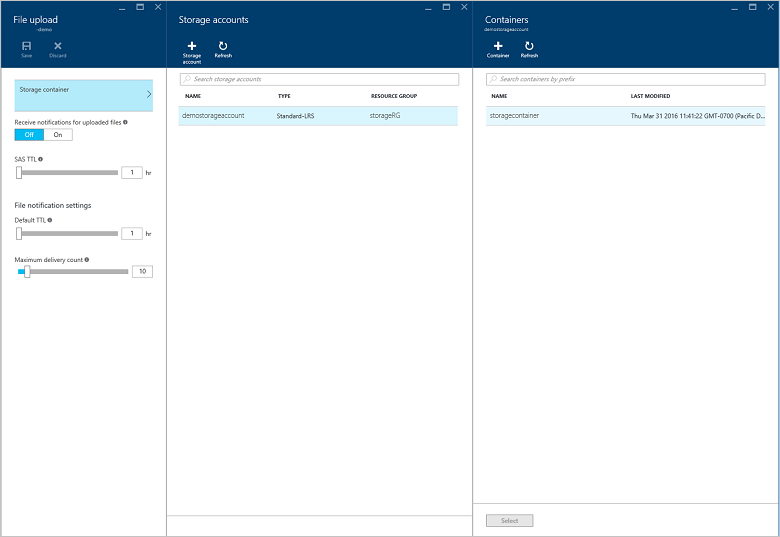 File upload
-demo
Save
Discard
Storage container
Receive notifications for uploaded files
Off
On
SAS TTL
1
hr
File notification settings
Default TTL
1
hr
Maximum delivery count
10
Storage accounts
Storage
account
Refresh
Search storage accounts
NAME
TYPE
RESOURCE GROUP
demostorageaccount
Standard-LRS
storageRG
Containers
demostorageaccount
Container
Refresh
Search containers by prefix
NAME
LAST MODIFIED
storagecontainer
Thu Mar 31 2016 11:41:22 GMT-0700 (Pacific D...
Select